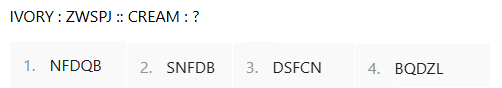 IVORY : ZWSPJ :: CREAM : ?
1. NFDQB 2. SNFDB 3. DSFCN 4. BQDZL